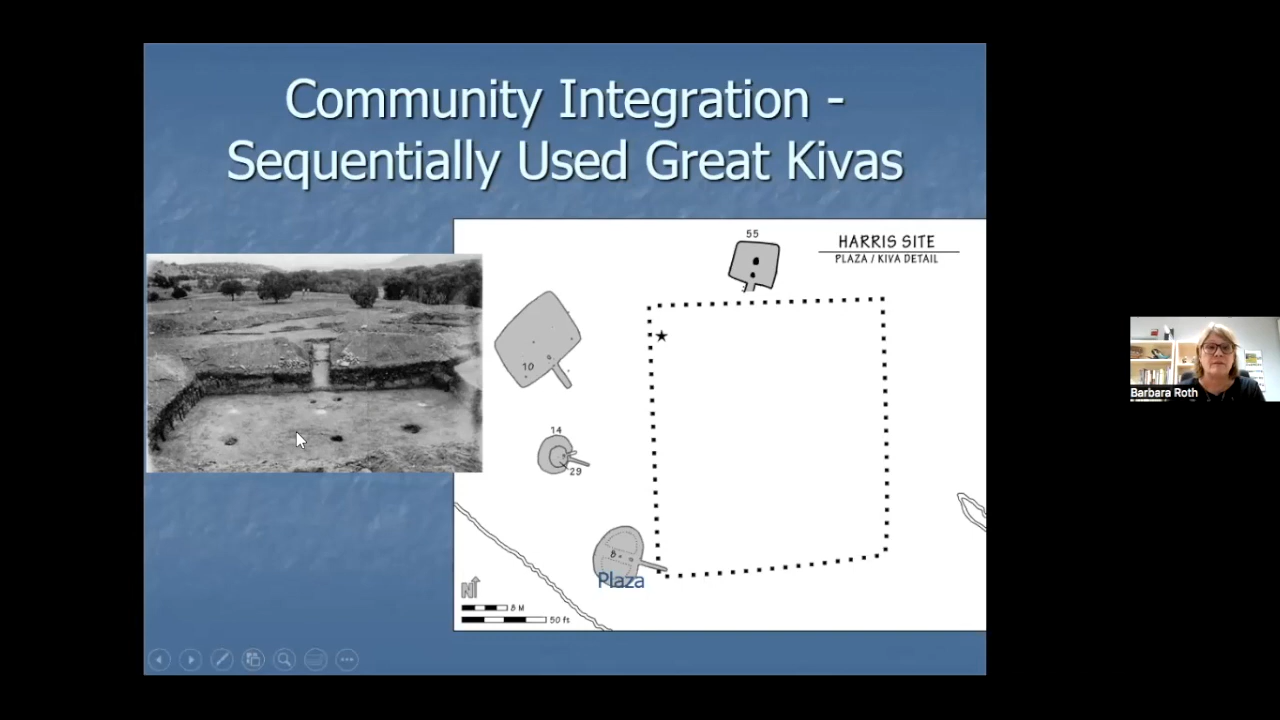 Community Integration -
Sequentially Used Great Kivas
55
HARRIS SITE
PLAZA / KIVA DETAIL
10
14
29
Plaza
N
8 M
50 ft
Barbara Roth